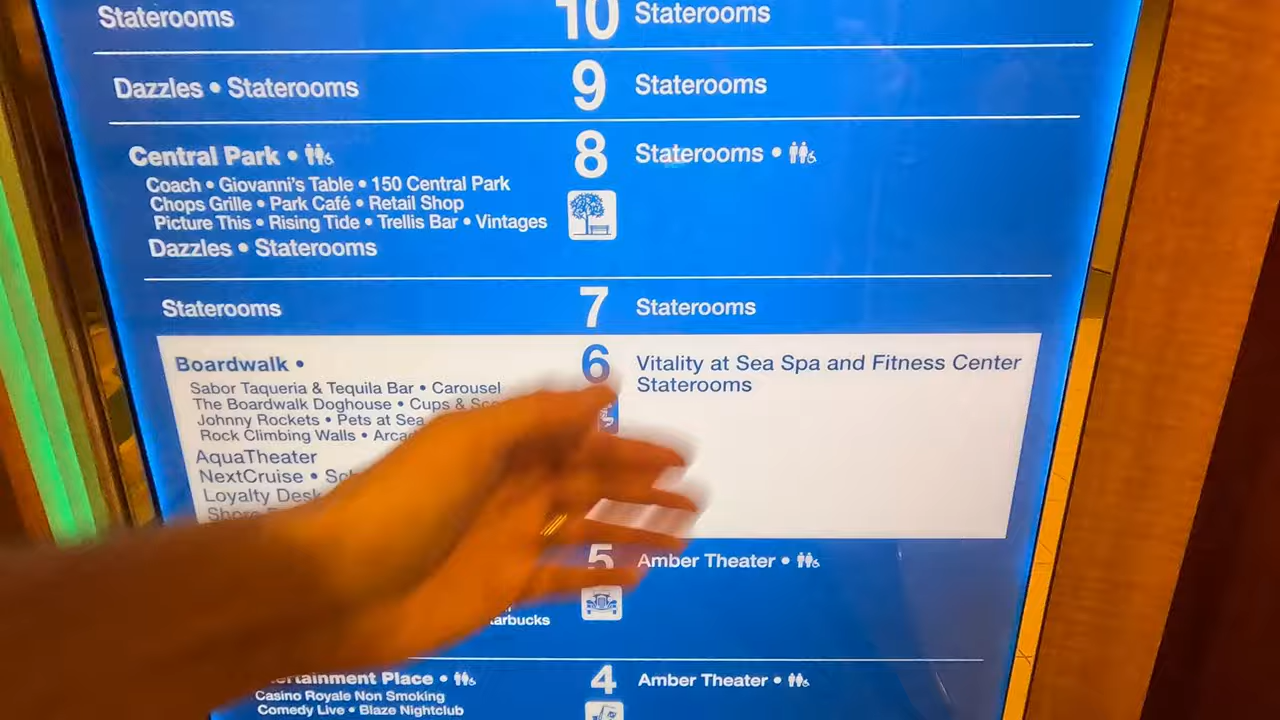 Staterooms 10 Staterooms
Dazzles • Staterooms 9 Staterooms
Central Park • 8 Staterooms •
Coach • Giovanni's Table • 150 Central Park
Chops Grille • Park Café • Retail Shop
Picture This • Rising Tide • Trellis Bar • Vintages
Dazzles • Staterooms
Staterooms 7 Staterooms
Boardwalk • 6 Vitality at Sea Spa and Fitness Center
Staterooms
Sabor Taqueria & Tequila Bar • Carousel
The Boardwalk Doghouse • Cups &
Johnny Rockets • Pets at Sea
Rock Climbing Walls •
AquaTheater
NextCruise •
Loyalty Desk
5 Amber Theater •
arbucks
ertainment Place • 4 Amber Theater •
Casino Royale Non Smoking
Comedy Live • Blaze Nightclub